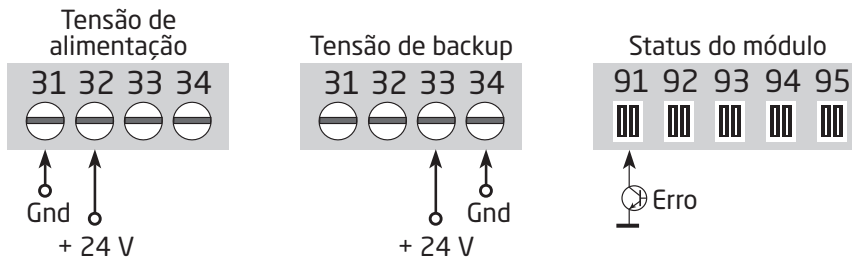 Tensão de
alimentação
31 32 33 34
Gnd
+ 24 V
Tensão de backup
31 32 33 34
Gnd
+ 24 V
Status do módulo
91 92 93 94 95
Erro